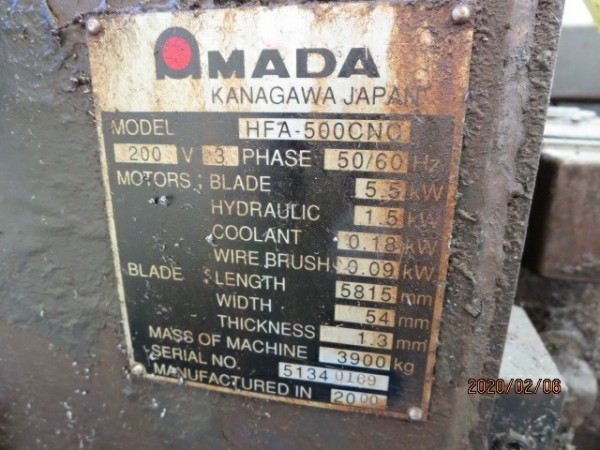 AMADA
KANAGAWA JAPAN
MODEL HFA-500CNC
200 V 3 PHASE 50/60 Hz
MOTORS: BLADE 5.5 kW
HYDRAULIC 1.5 kW
COOLANT 0.18 kW
WIRE BRUSH 0.09 kW
BLADE: LENGTH 5815 mm
WIDTH 54 mm
THICKNESS 1.3 mm
MASS OF MACHINE 3900 kg
SERIAL NO. 5134 0169
MANUFACTURED IN 2000
2020/02/06